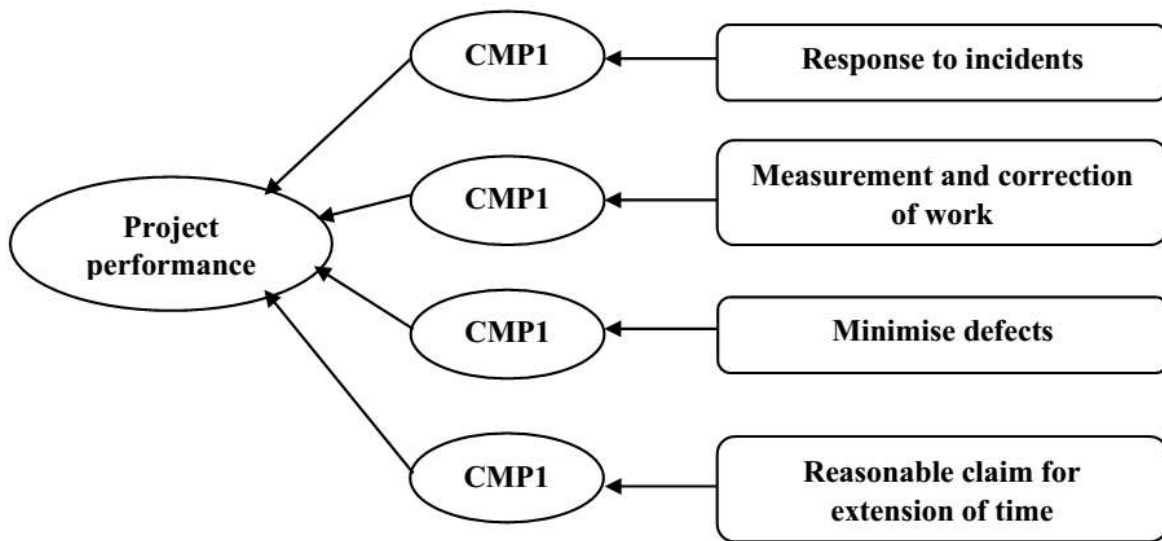 CMP1
Response to incidents
CMP1
Measurement and correction
of work
Project
performance
CMP1
Minimise defects
CMP1
Reasonable claim for
extension of time